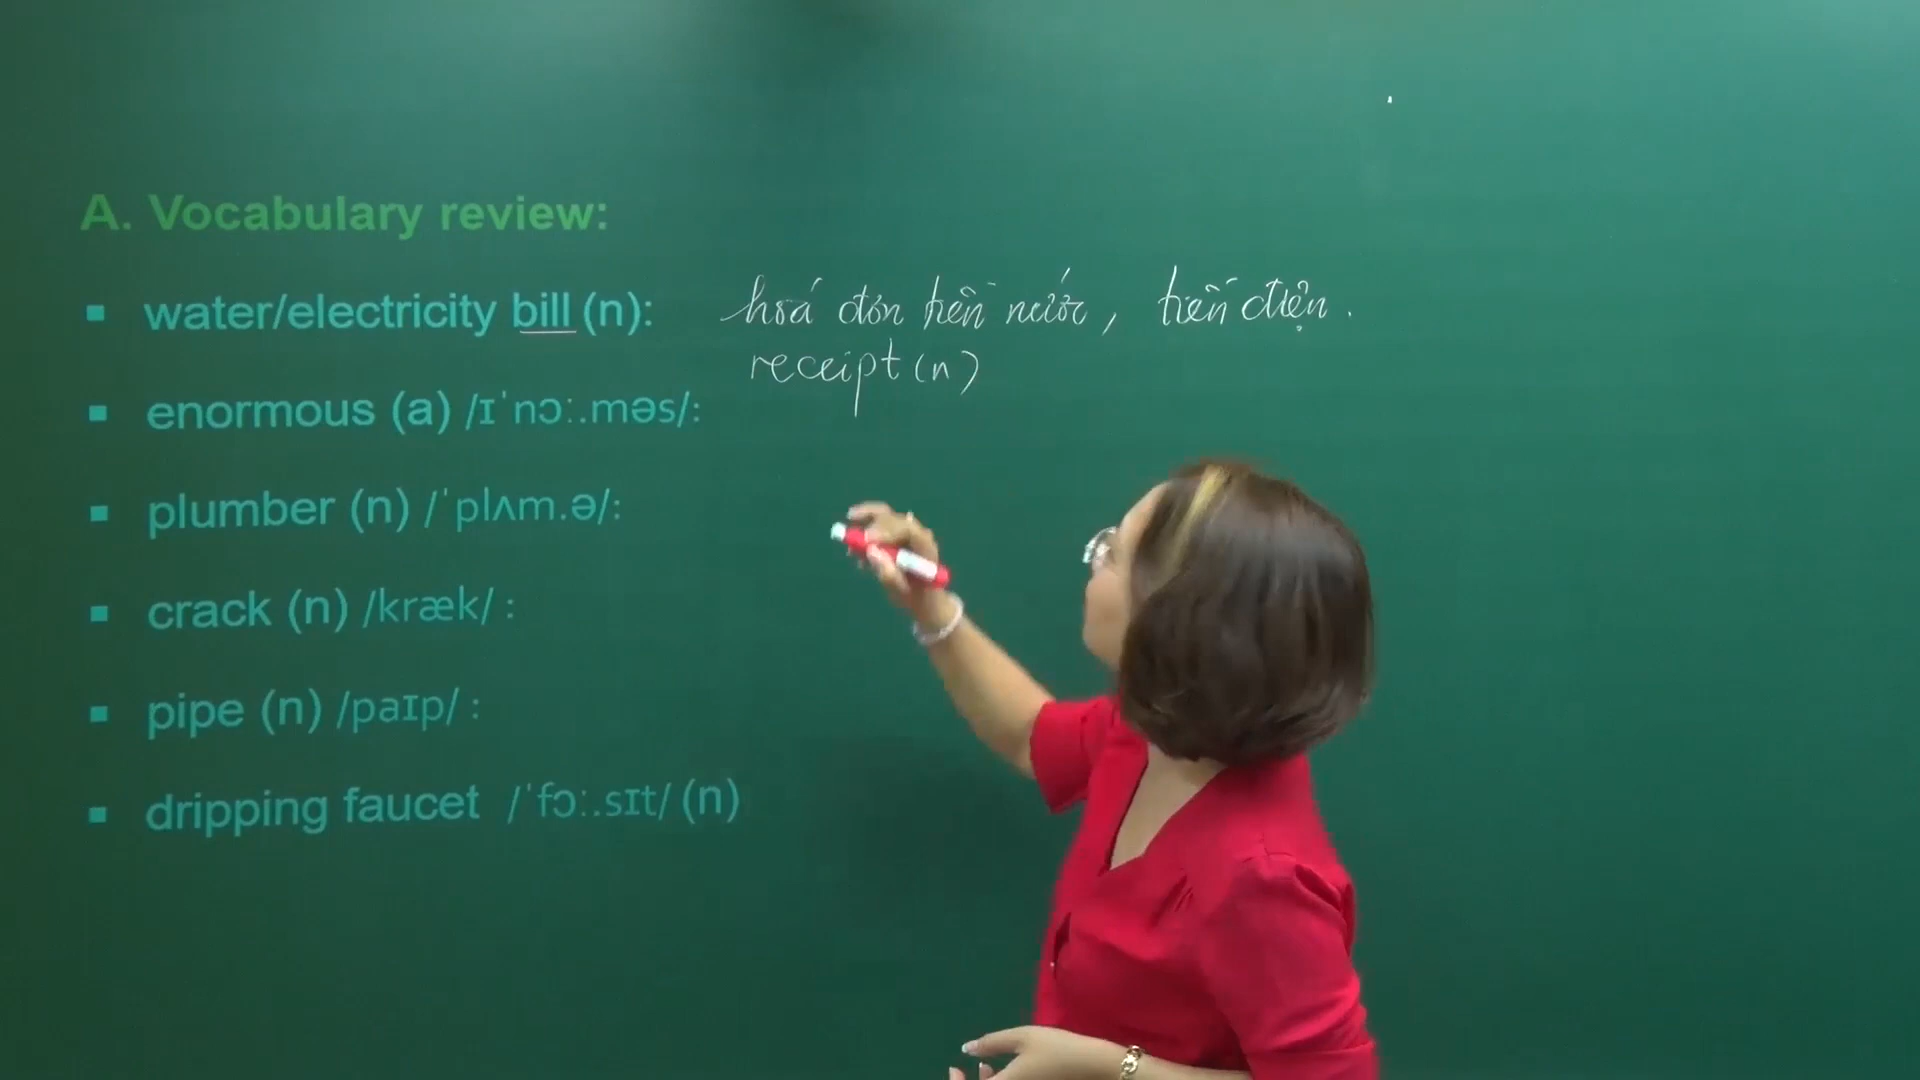 A. Vocabulary review:
▪ water/electricity bill (n): hoá đơn tiền nước, tiền điện.
receipt (n)
▪ enormous (a) /ɪˈnɔː.məs/:
▪ plumber (n) /ˈplʌm.ə/:
▪ crack (n) /kræk/ :
▪ pipe (n) /paɪp/ :
▪ dripping faucet /ˈfɔː.sɪt/ (n)